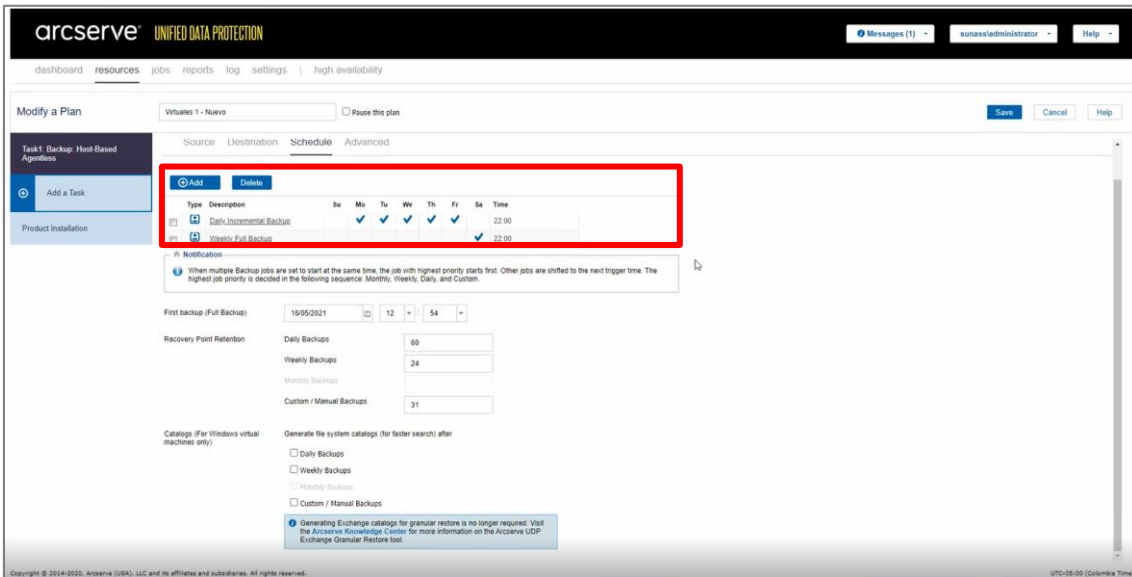 arcserve® UNIFIED DATA PROTECTION
Messages (1)
sunass\administrator
Help
dashboard resources jobs reports log settings | high availability
Modify a Plan
Virtuales 1 - Nuevo
Pause this plan
Save
Cancel
Help
Task1: Backup: Host-Based
Agentless
Add a Task
Product Installation
Source Destination Schedule Advanced
Add
Delete
Type Description Su Mo Tu We Th Fr Sa Time
Daily Incremental Backup 22:00
Weekly Full Backup 22:00
Notification
When multiple Backup jobs are set to start at the same time, the job with highest priority starts first. Other jobs are shifted to the next trigger time. The
highest job priority is decided in the following sequence: Monthly, Weekly, Daily, and Custom.
First backup (Full Backup) 16/05/2021 12 : 54
Recovery Point Retention Daily Backups 60
Weekly Backups 24
Monthly Backups
Custom / Manual Backups 31
Catalogs (For Windows virtual
machines only)
Generate file system catalogs (for faster search) after
Daily Backups
Weekly Backups
Monthly Backups
Custom / Manual Backups
Generating Exchange catalogs for granular restore is no longer required. Visit
the Arcserve Knowledge Center for more information on the Arcserve UDP
Exchange Granular Restore tool.
Copyright © 2014-2020. Arcserve (USA), LLC and its affiliates and subsidiaries. All rights reserved.
UTC-05:00 (Colombia Time